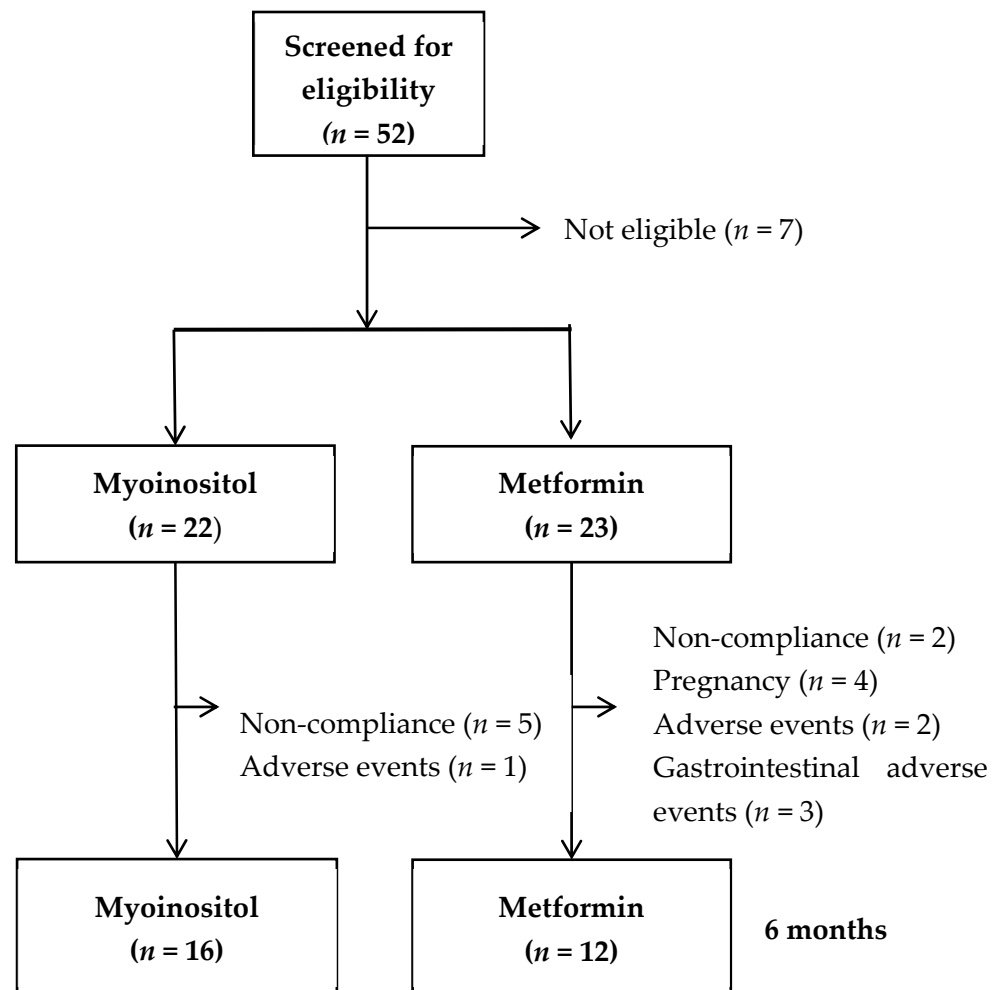 Screened for
eligibility
(n = 52)
Not eligible (n = 7)
Myoinositol
(n = 22)
Metformin
(n = 23)
Non-compliance (n = 5)
Adverse events (n = 1)
Non-compliance (n = 2)
Pregnancy (n = 4)
Adverse events (n = 2)
Gastrointestinal adverse
events (n = 3)
Myoinositol
(n = 16)
Metformin
(n = 12)
6 months